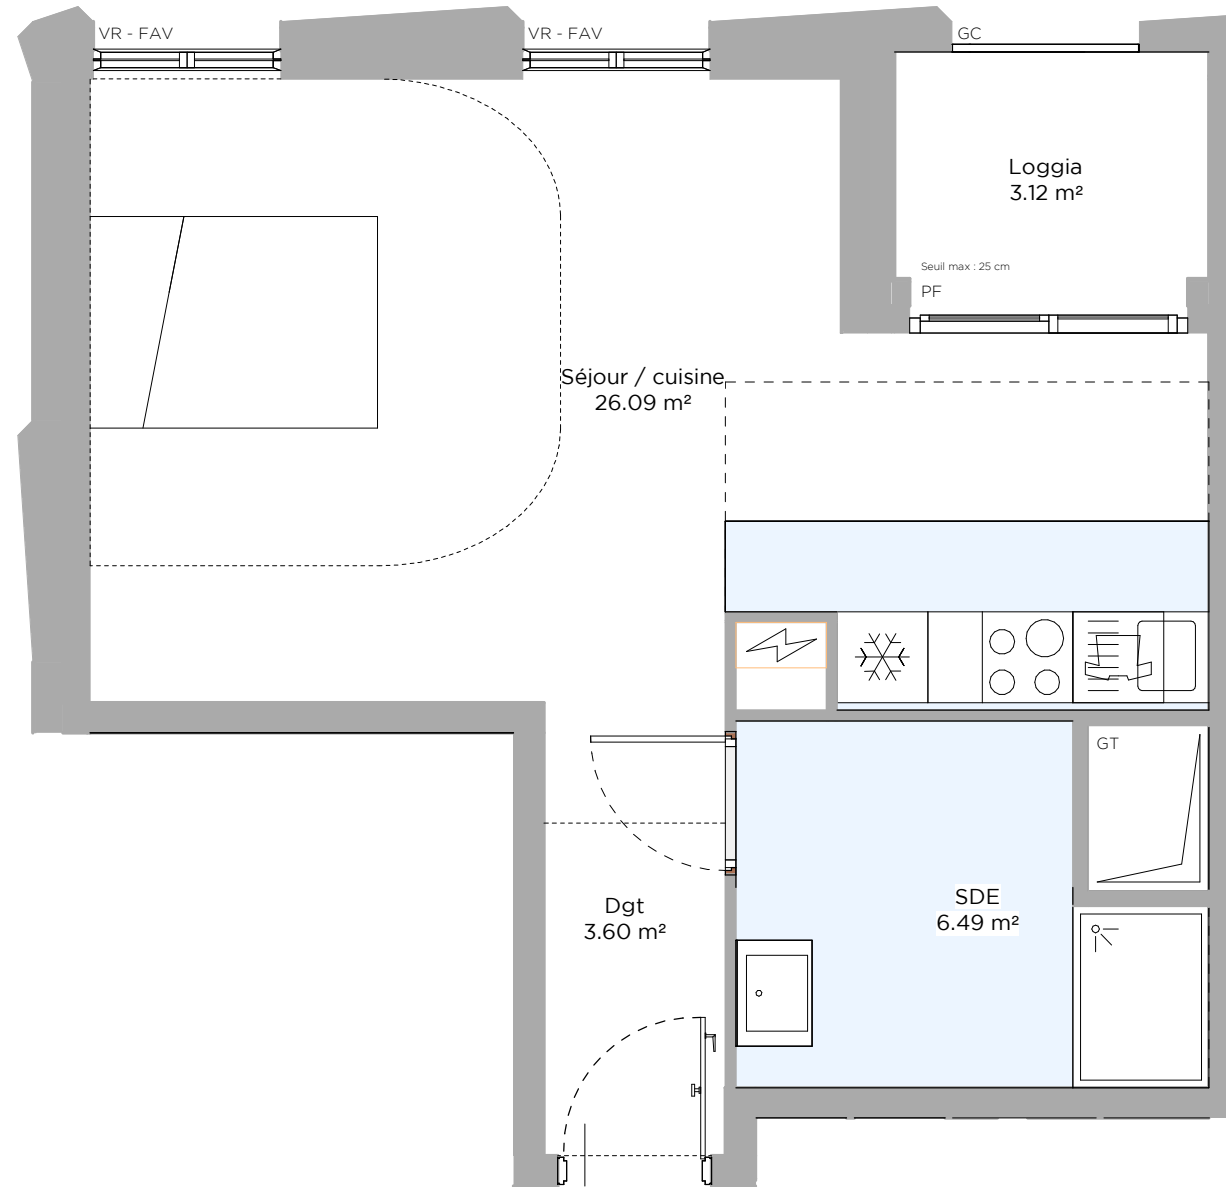 VR - FAV
VR - FAV
GC
Loggia
3.12 m²
Seuil max : 25 cm
PF
Séjour / cuisine
26.09 m²
GT
Dgt
3.60 m²
SDE
6.49 m²